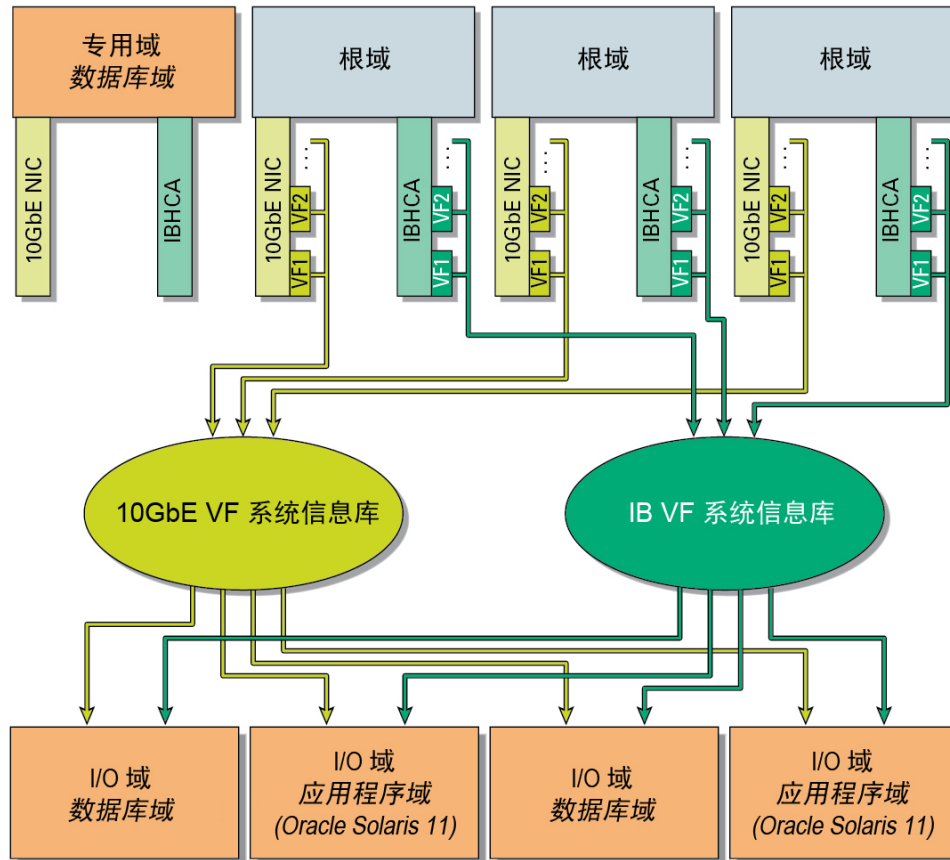 专用域
数据库域
根域
根域
根域
10GbE NIC
IBHCA
10GbE NIC
VF2
VF1
...
IBHCA
VF2
VF1
...
10GbE NIC
VF2
VF1
...
IBHCA
VF2
VF1
...
10GbE NIC
VF2
VF1
...
IBHCA
VF2
VF1
...
10GbE VF 系统信息库
IB VF 系统信息库
I/O 域
数据库域
I/O 域
应用程序域
(Oracle Solaris 11)
I/O 域
数据库域
I/O 域
应用程序域
(Oracle Solaris 11)